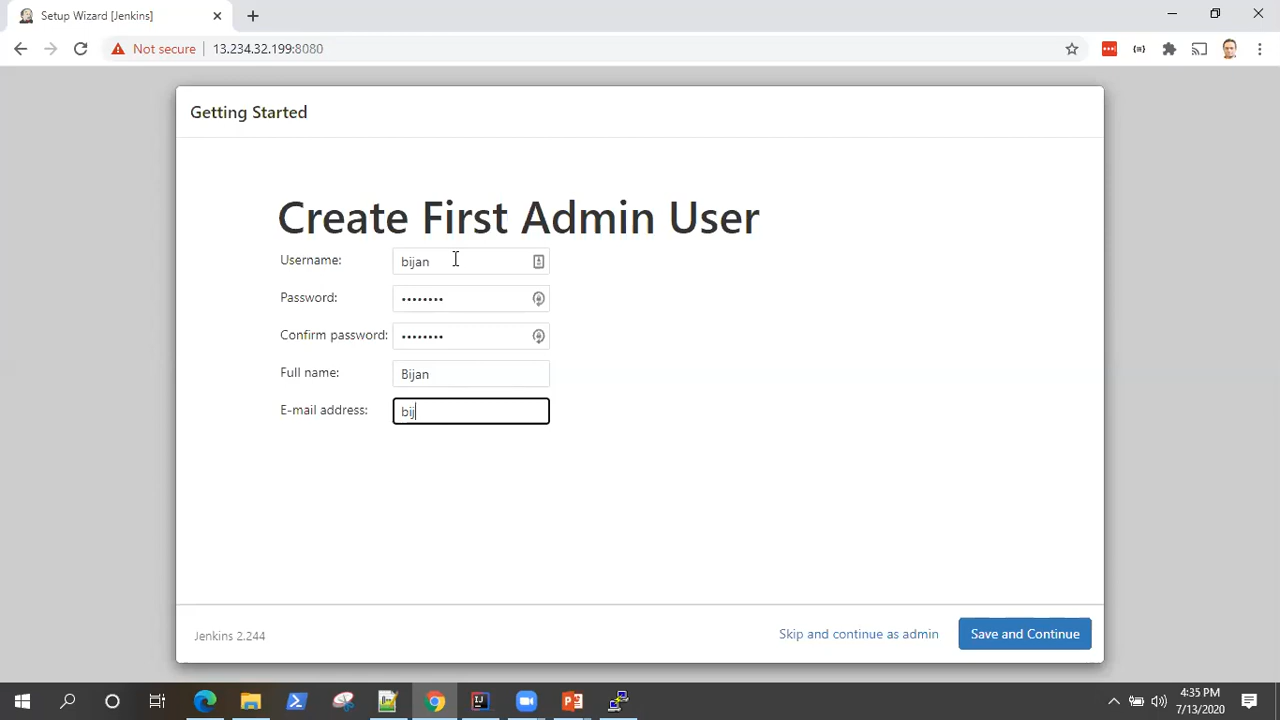 Setup Wizard [Jenkins]
Not secure
13.234.32.199:8080
Getting Started
Create First Admin User
Username:
bijan
Password:
••••••••
Confirm password:
••••••••
Full name:
Bijan
E-mail address:
bij
Jenkins 2.244
Skip and continue as admin
Save and Continue
4:35 PM
7/13/2020